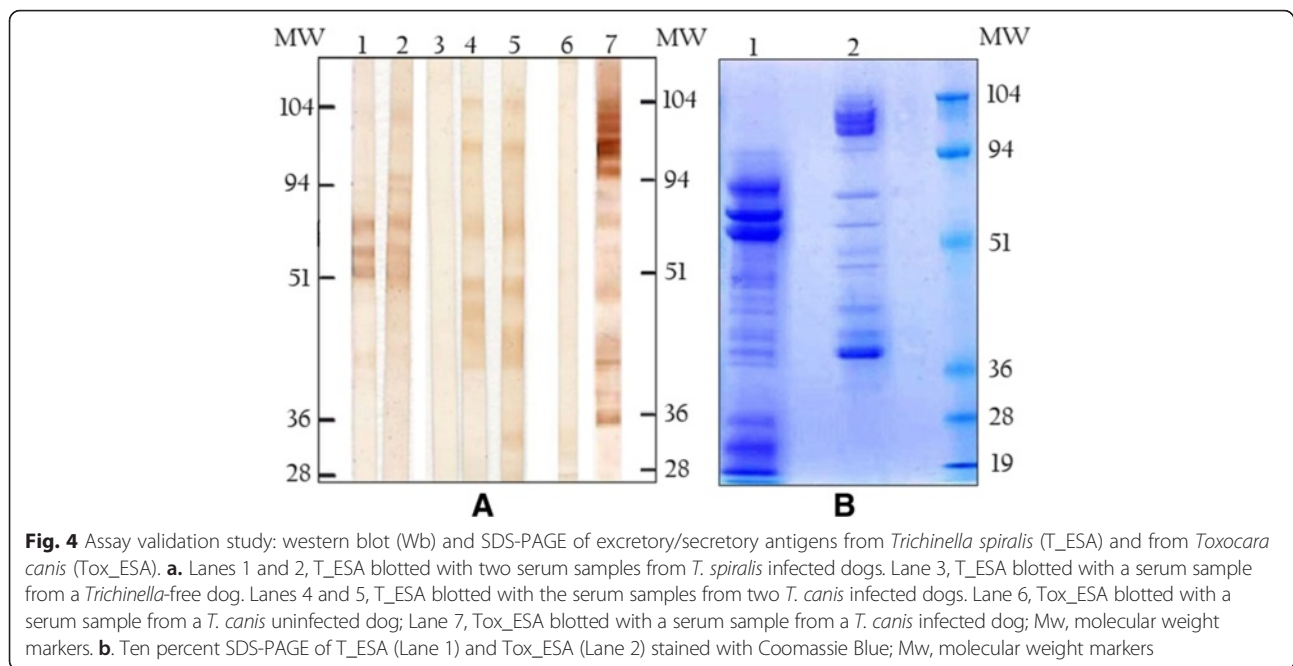 MW 1 2 3 4 5 6 7 MW 1 2 MW
104 104 104
94 94 94
51 51 51
36 36 36
28 28 28
19
A B
Fig. 4 Assay validation study: western blot (Wb) and SDS-PAGE of excretory/secretory antigens from Trichinella spiralis (T_ESA) and from Toxocara
canis (Tox_ESA). a. Lanes 1 and 2, T_ESA blotted with two serum samples from T. spiralis infected dogs. Lane 3, T_ESA blotted with a serum sample
from a Trichinella-free dog. Lanes 4 and 5, T_ESA blotted with the serum samples from two T. canis infected dogs. Lane 6, Tox_ESA blotted with a
serum sample from a T. canis uninfected dog; Lane 7, Tox_ESA blotted with a serum sample from a T. canis infected dog; Mw, molecular weight
markers. b. Ten percent SDS-PAGE of T_ESA (Lane 1) and Tox_ESA (Lane 2) stained with Coomassie Blue; Mw, molecular weight markers